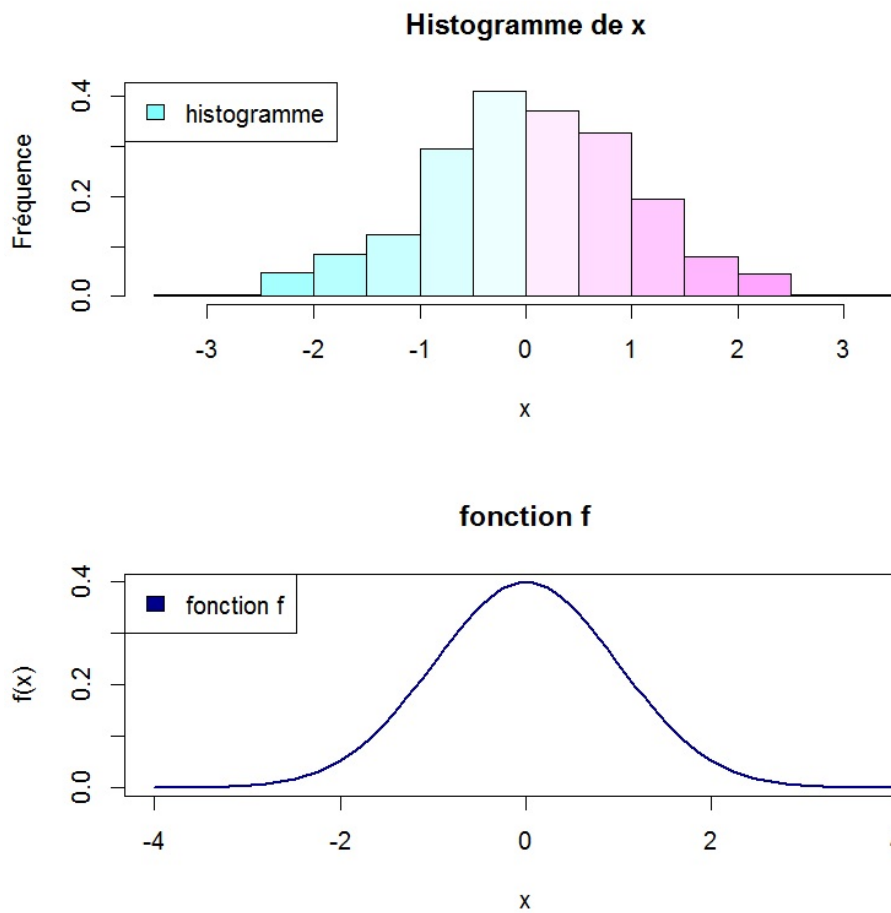 Histogramme de x
histogramme
Fréquence
0.0 0.2 0.4
-3 -2 -1 0 1 2 3
x
fonction f
fonction f
f(x)
0.0 0.2 0.4
-4 -2 0 2
x